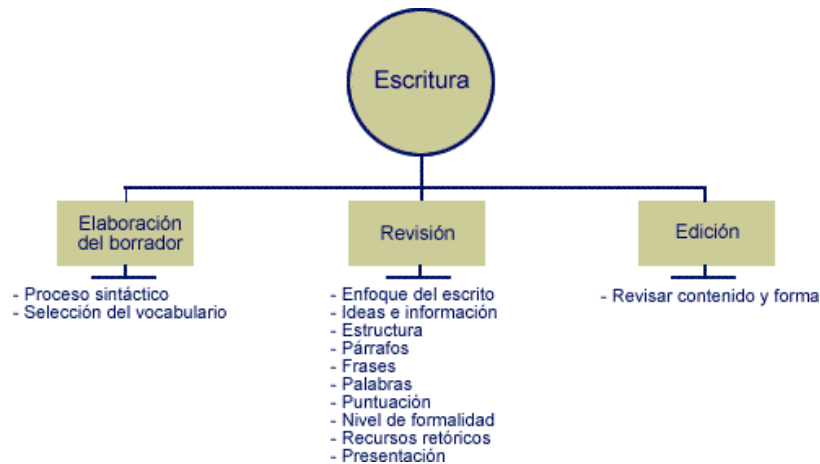 Escritura
Elaboración
del borrador
- Proceso sintáctico
- Selección del vocabulario
Revisión
- Enfoque del escrito
- Ideas e información
- Estructura
- Párrafos
- Frases
- Palabras
- Puntuación
- Nivel de formalidad
- Recursos retóricos
- Presentación
Edición
- Revisar contenido y forma